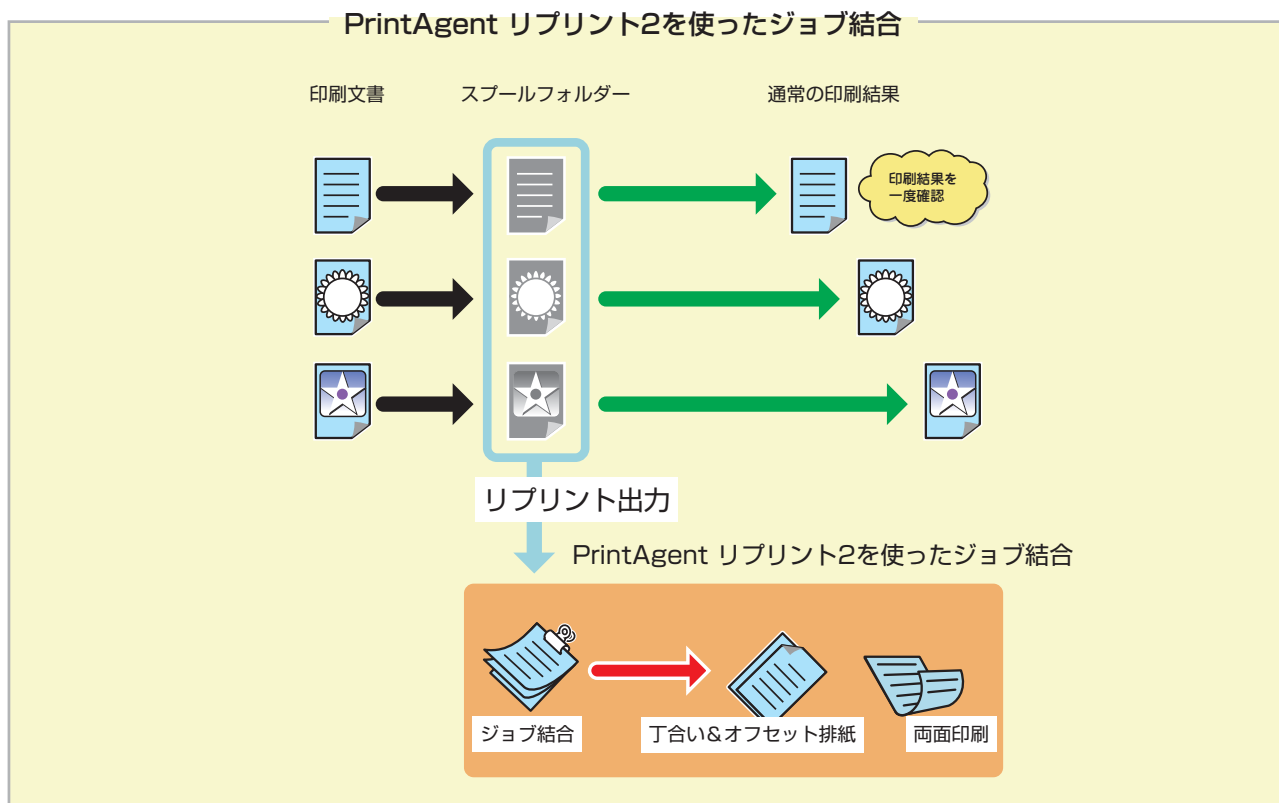 PrintAgent リプリント2を使ったジョブ結合
印刷文書
スプールフォルダー
通常の印刷結果
印刷結果を
一度確認
リプリント出力
PrintAgent リプリント2を使ったジョブ結合
ジョブ結合
丁合い&オフセット排紙
両面印刷